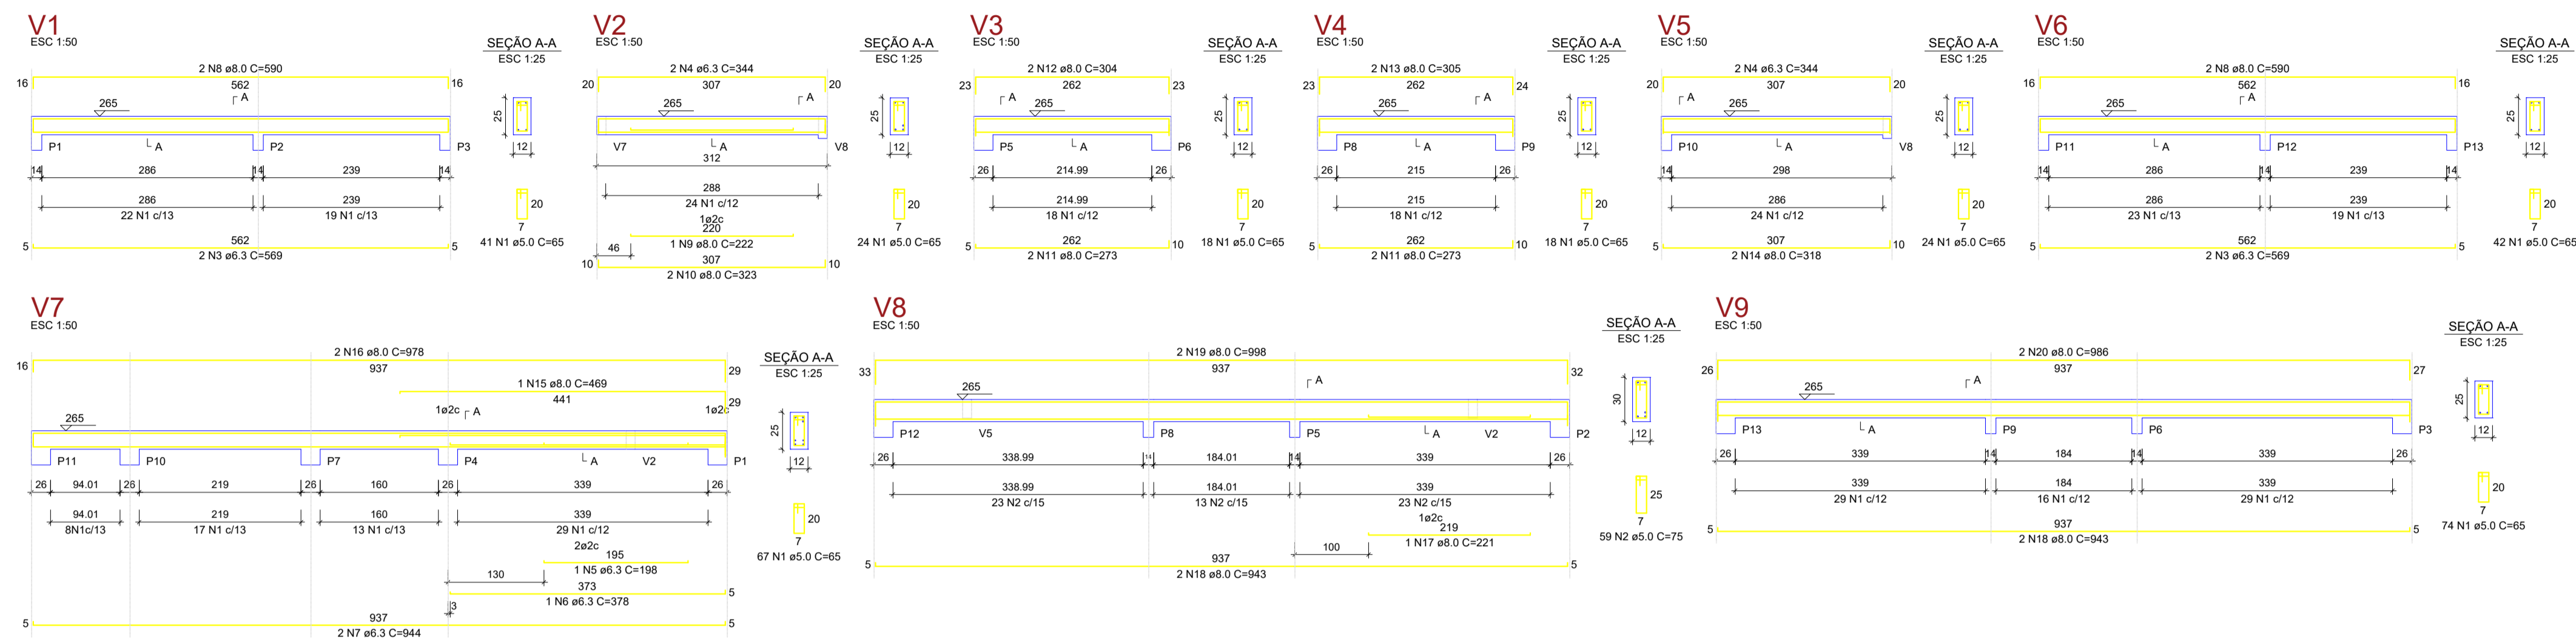 V1
ESC 1:50
SEÇÃO A-A
ESC 1:25
2 N8 ø8.0 C=590
16 562 16
A
265
25
P1 A P2 P3
12
14 286 14 239 14
286 239
22 N1 c/13 19 N1 c/13
20
7
41 N1 ø5.0 C=65
5 562 5
2 N3 ø6.3 C=569
V2
ESC 1:50
SEÇÃO A-A
ESC 1:25
2 N4 ø6.3 C=344
20 307 20
A
265
25
V7 A V8
12
312
288
24 N1 c/12
20
7
24 N1 ø5.0 C=65
1ø2c
220
1 N9 ø8.0 C=222
46
10 307 10
2 N10 ø8.0 C=323
V3
ESC 1:50
SEÇÃO A-A
ESC 1:25
2 N12 ø8.0 C=304
23 262 23
A
265
25
P5 A P6
12
26 214.99 26
214.99
18 N1 c/12
20
7
18 N1 ø5.0 C=65
5 262 10
2 N11 ø8.0 C=273
V4
ESC 1:50
SEÇÃO A-A
ESC 1:25
2 N13 ø8.0 C=305
23 262 24
A
265
25
P8 A P9
12
26 215 26
215
18 N1 c/12
20
7
18 N1 ø5.0 C=65
5 262 10
2 N11 ø8.0 C=273
V5
ESC 1:50
SEÇÃO A-A
ESC 1:25
2 N4 ø6.3 C=344
20 307 20
A
265
25
P10 A V8
12
14 298
286
24 N1 c/12
20
7
24 N1 ø5.0 C=65
5 307 10
2 N14 ø8.0 C=318
V6
ESC 1:50
SEÇÃO A-A
ESC 1:25
2 N8 ø8.0 C=590
16 562 16
A
265
25
P11 A P12 P13
12
14 286 14 239 14
286 239
23 N1 c/13 19 N1 c/13
20
7
42 N1 ø5.0 C=65
5 562 5
2 N3 ø6.3 C=569
V7
ESC 1:50
SEÇÃO A-A
ESC 1:25
2 N16 ø8.0 C=978
16 937 29
1 N15 ø8.0 C=469
441 29
1ø2c A 1ø2c
265
25
P11 P10 P7 P4 A V2 P1
12
26 94.01 26 219 26 160 26 339 26
94.01 219 160 339
8N1c/13 17 N1 c/13 13 N1 c/13 29 N1 c/12
20
7
67 N1 ø5.0 C=65
2ø2c
195
1 N5 ø6.3 C=198
130
373 5
1 N6 ø6.3 C=378
3
5 937 5
2 N7 ø6.3 C=944
V8
ESC 1:50
SEÇÃO A-A
ESC 1:25
2 N19 ø8.0 C=998
33 937 32
A
265
30
P12 V5 P8 P5 A V2 P2
12
26 338.99 14 184.01 14 339 26
338.99 184.01 339
23 N2 c/15 13 N2 c/15 23 N2 c/15
25
7
59 N2 ø5.0 C=75
1ø2c
219
1 N17 ø8.0 C=221
100
5 937 5
2 N18 ø8.0 C=943
V9
ESC 1:50
SEÇÃO A-A
ESC 1:25
2 N20 ø8.0 C=986
26 937 27
A
265
25
P13 A P9 P6 P3
12
26 339 14 184 14 339 26
339 184 339
29 N1 c/12 16 N1 c/12 29 N1 c/12
20
7
74 N1 ø5.0 C=65
5 937 5
2 N18 ø8.0 C=943